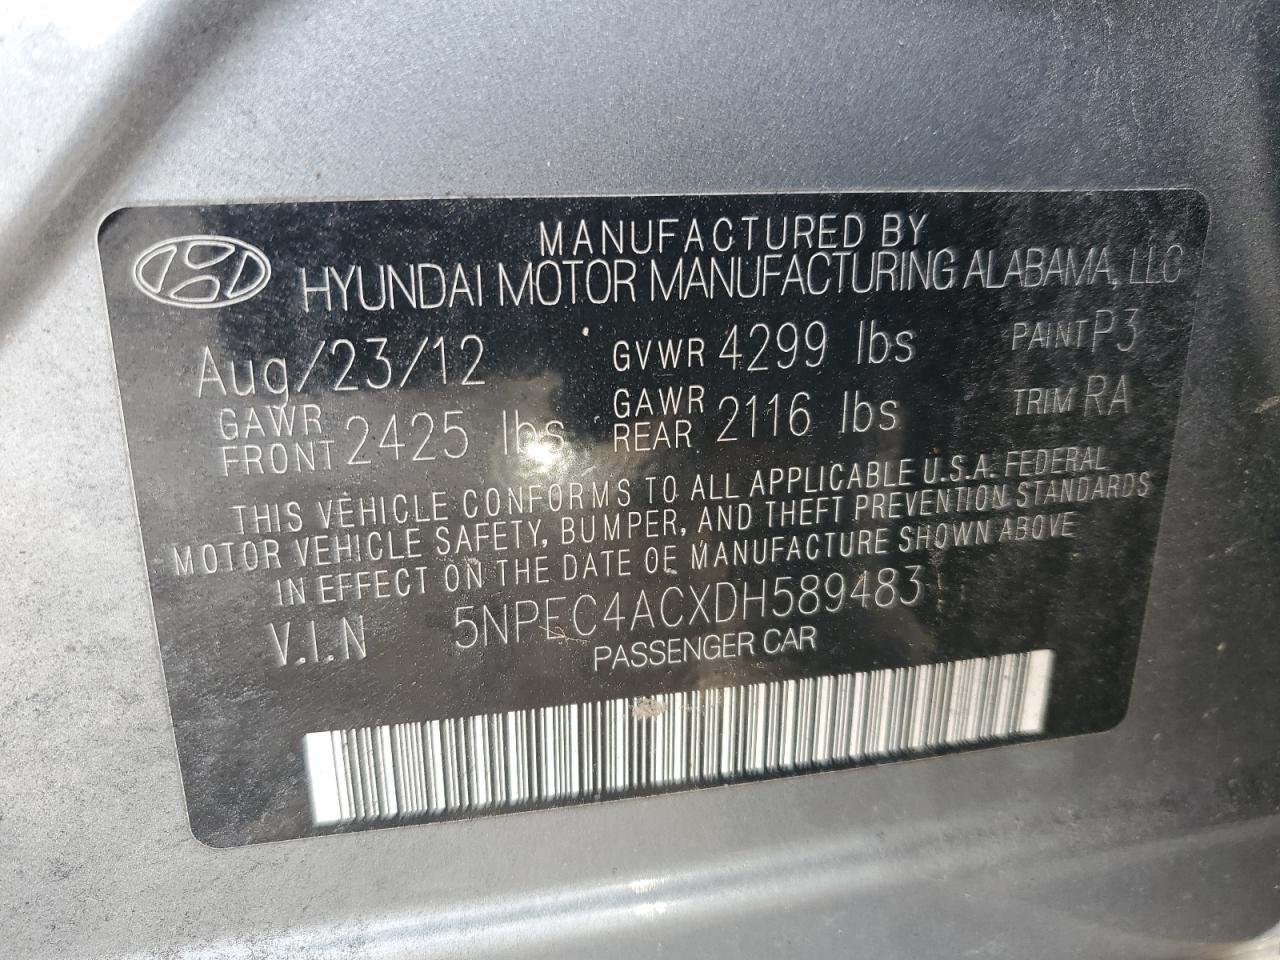 MANUFACTURED BY
HYUNDAI MOTOR MANUFACTURING ALABAMA, LLC
Aug/23/12 GVWR 4299 lbs PAINT P3
GAWR FRONT 2425 lbs GAWR REAR 2116 lbs TRIM RA
THIS VEHICLE CONFORMS TO ALL APPLICABLE U.S.A. FEDERAL
MOTOR VEHICLE SAFETY, BUMPER, AND THEFT PREVENTION STANDARDS
IN EFFECT ON THE DATE OF MANUFACTURE SHOWN ABOVE
V.I.N 5NPEC4ACXDH589483
PASSENGER CAR